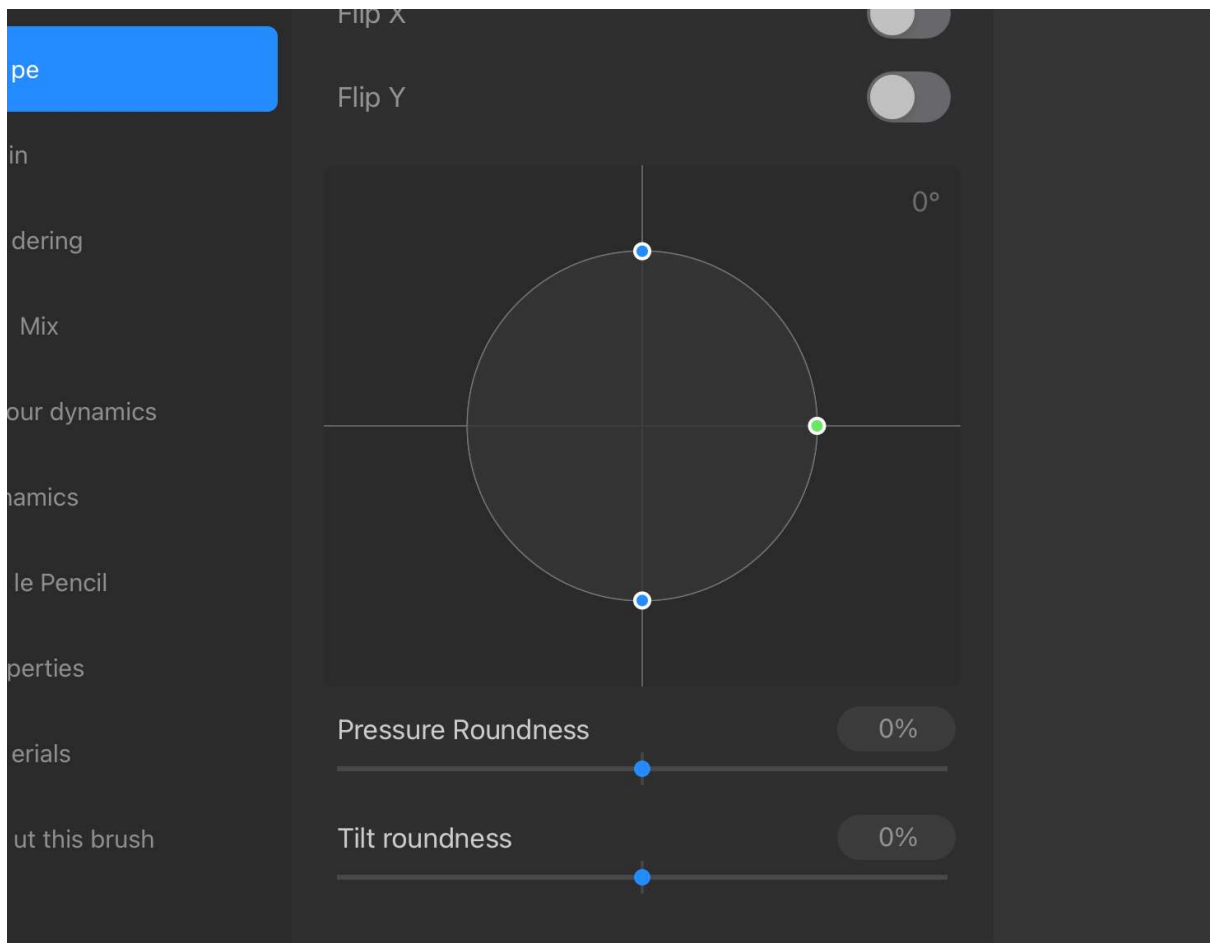 Flip X
pe
Flip Y
in
0°
dering
Mix
our dynamics
namics
le Pencil
perties
Pressure Roundness 0%
erials
Tilt roundness 0%
ut this brush